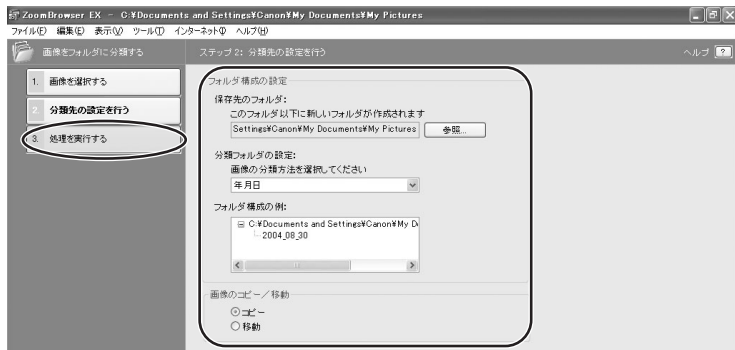 ZoomBrowser EX - C:¥Documents and Settings¥Canon¥My Documents¥My Pictures
ファイル(F) 編集(E) 表示(V) ツール(T) インターネット(I) ヘルプ(H)
画像をフォルダに分類する ステップ2: 分類先の設定を行う ヘルプ ?
1. 画像を選択する
2. 分類先の設定を行う
3. 処理を実行する
フォルダ構成の設定
保存先のフォルダ:
このフォルダ以下に新しいフォルダが作成されます
Settings¥Canon¥My Documents¥My Pictures 参照...
分類フォルダの設定:
画像の分類方法を選択してください
年月日
フォルダ構成の例:
C:¥Documents and Settings¥Canon¥My D
2004_08_30
画像のコピー/移動
コピー
移動